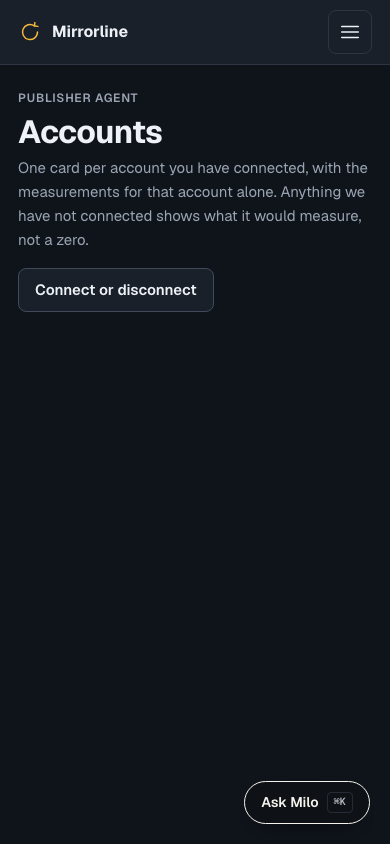 Mirrorline
PUBLISHER AGENT
Accounts
One card per account you have connected, with the
measurements for that account alone. Anything we
have not connected shows what it would measure,
not a zero.
Connect or disconnect
Ask Milo ⌘K